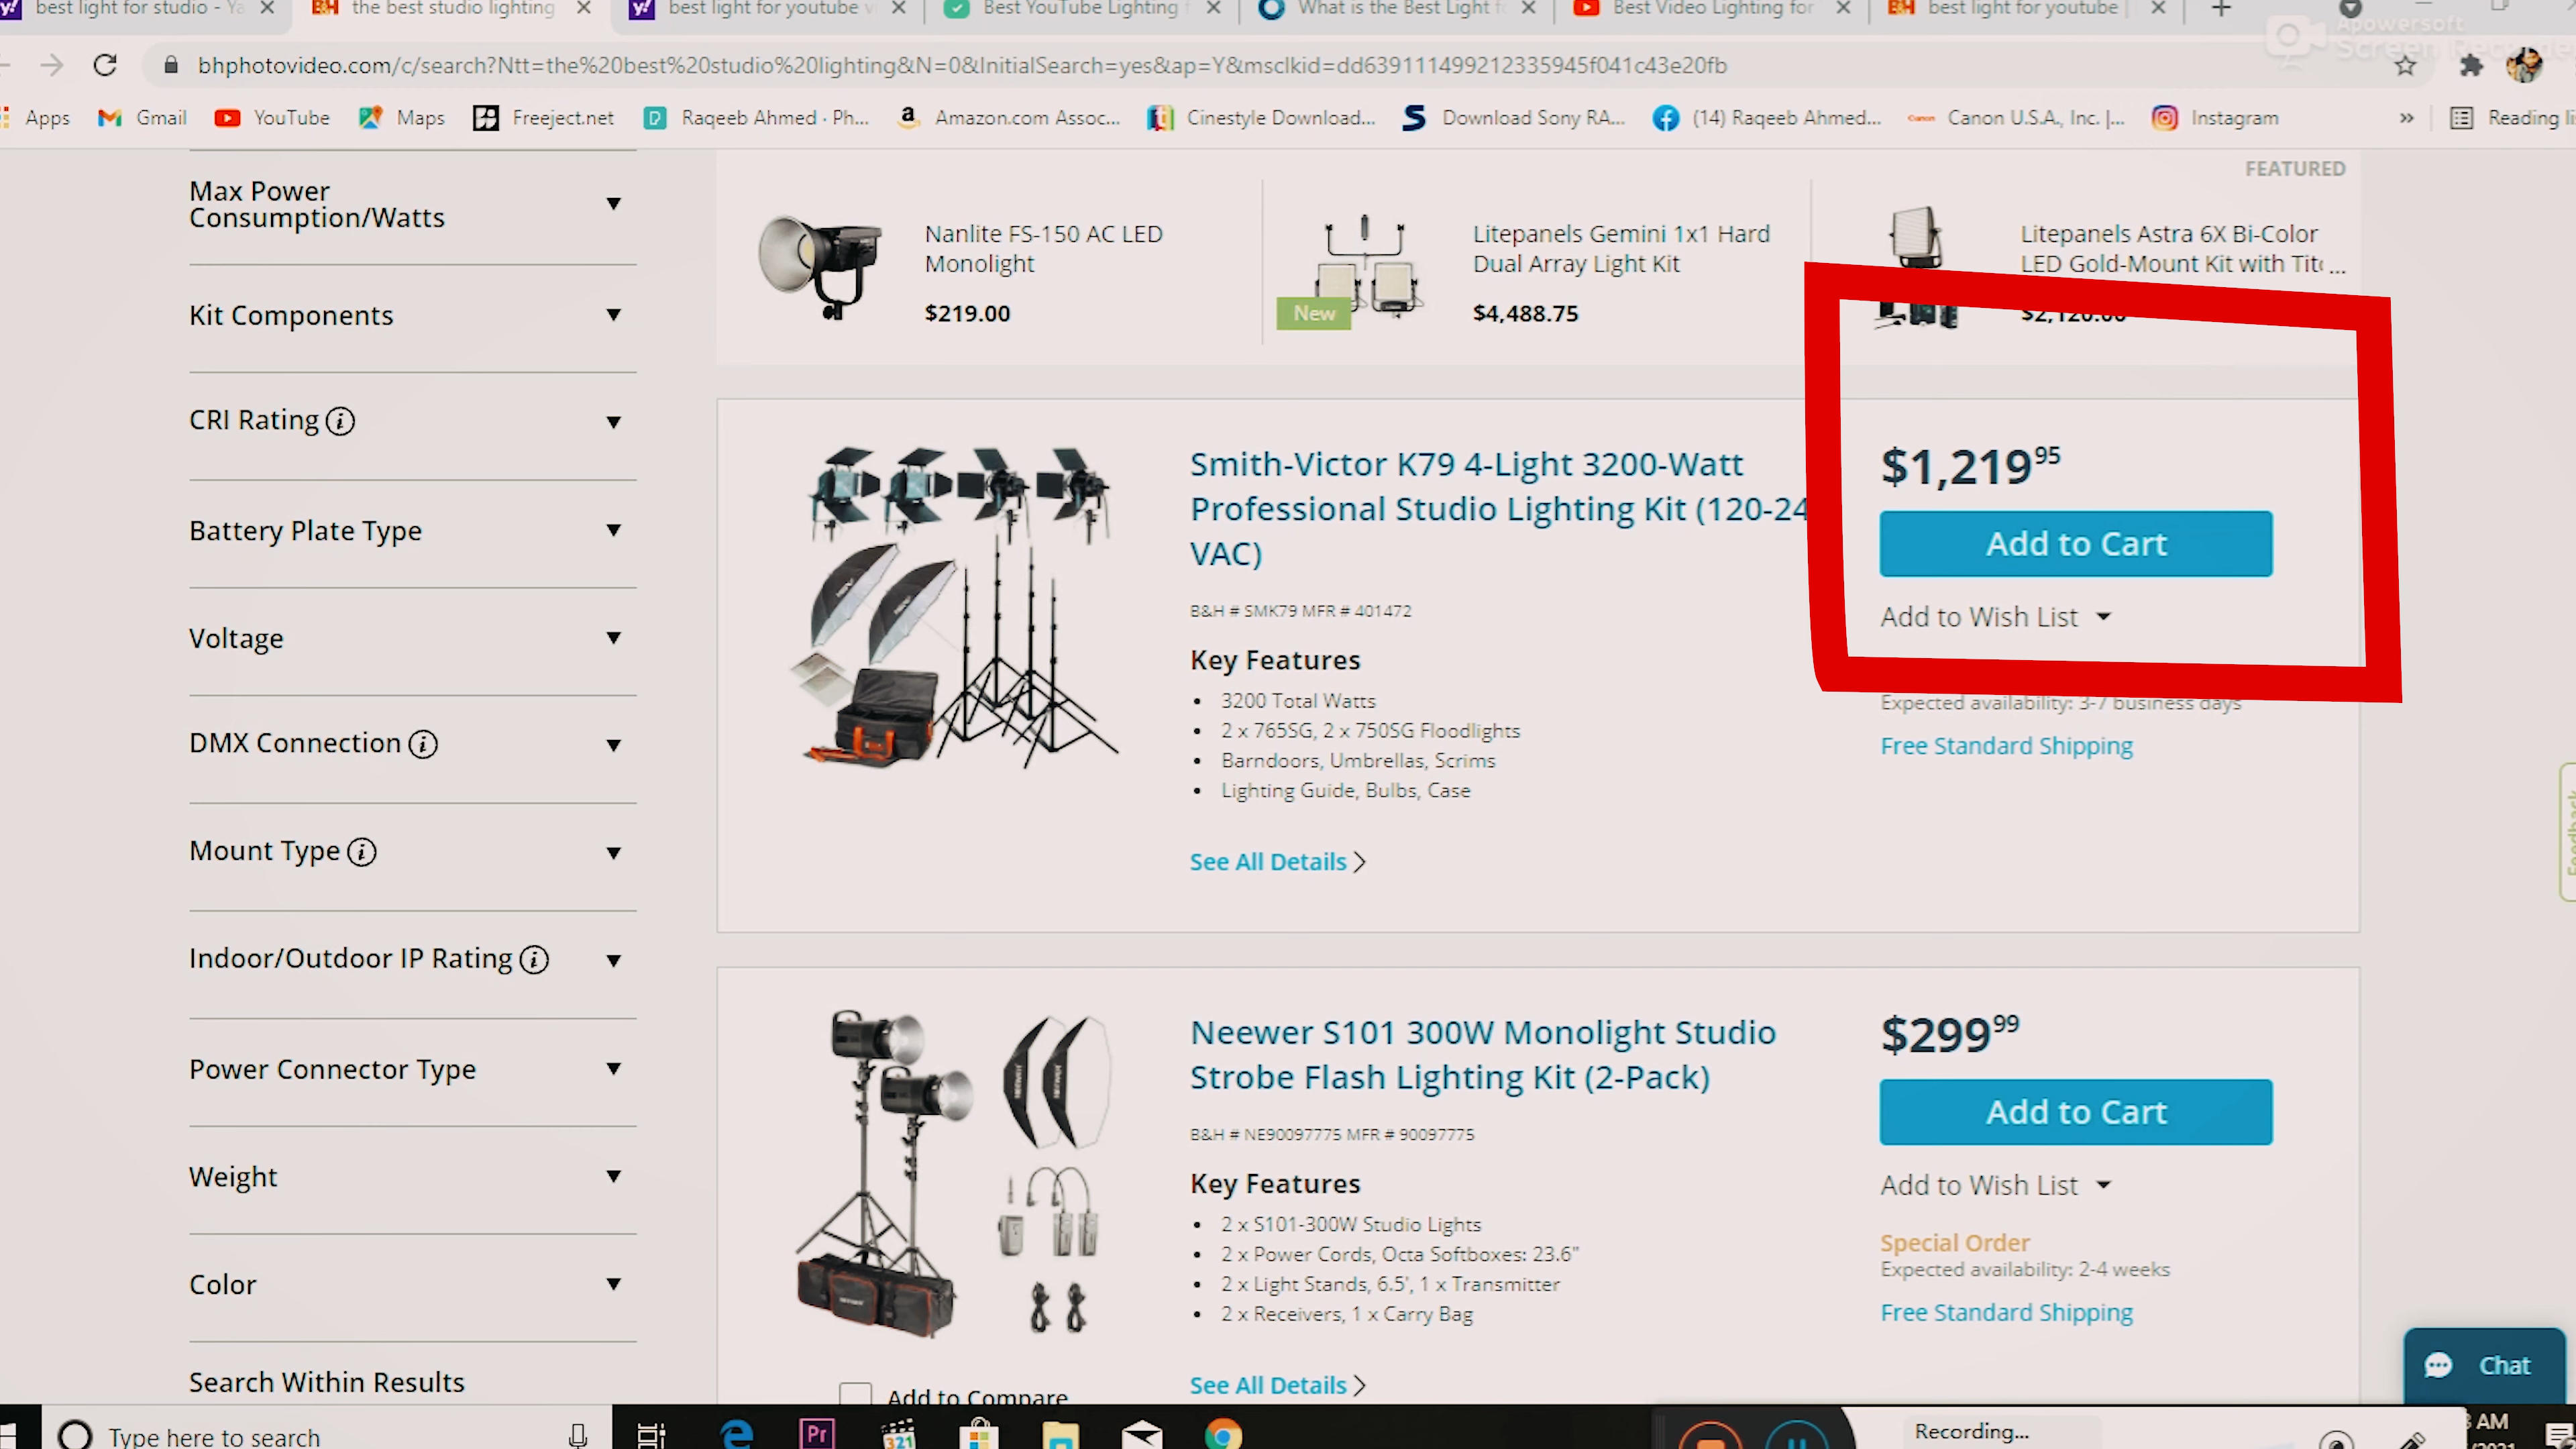 best light for studio - Ya
the best studio lighting
best light for youtube v
Best YouTube Lighting
What is the Best Light f
Best Video Lighting for
B&H best light for youtube
Apowersoft
Screen Recorder
bhphotovideo.com/c/search?Ntt=the%20best%20studio%20lighting&N=0&InitialSearch=yes&ap=Y&msclkid=dd639111499212335945f041c43e20fb
Apps
Gmail
YouTube
Maps
Freeject.net
Raqeeb Ahmed · Ph...
Amazon.com Assoc...
Cinestyle Download...
Download Sony RA...
(14) Raqeeb Ahmed...
Canon U.S.A., Inc. |...
Instagram
»
Reading li
Max Power
Consumption/Watts
Kit Components
CRI Rating
Battery Plate Type
Voltage
DMX Connection
Mount Type
Indoor/Outdoor IP Rating
Power Connector Type
Weight
Color
Search Within Results
FEATURED
Nanlite FS-150 AC LED
Monolight
$219.00
New
Litepanels Gemini 1x1 Hard
Dual Array Light Kit
$4,488.75
Litepanels Astra 6X Bi-Color
LED Gold-Mount Kit with Tit...
$2,120.00
Smith-Victor K79 4-Light 3200-Watt
Professional Studio Lighting Kit (120-24
VAC)
B&H # SMK79 MFR # 401472
Key Features
• 3200 Total Watts
• 2 x 765SG, 2 x 750SG Floodlights
• Barndoors, Umbrellas, Scrims
• Lighting Guide, Bulbs, Case
See All Details
$1,219.95
Add to Cart
Add to Wish List
Expected availability: 3-7 business days
Free Standard Shipping
Neewer S101 300W Monolight Studio
Strobe Flash Lighting Kit (2-Pack)
B&H # NE90097775 MFR # 90097775
Key Features
• 2 x S101-300W Studio Lights
• 2 x Power Cords, Octa Softboxes: 23.6"
• 2 x Light Stands, 6.5', 1 x Transmitter
• 2 x Receivers, 1 x Carry Bag
See All Details
Add to Compare
$299.99
Add to Cart
Add to Wish List
Special Order
Expected availability: 2-4 weeks
Free Standard Shipping
Feedback
Chat
Type here to search
Pr
321
Recording...
AM